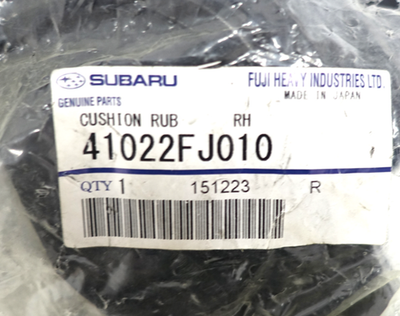 SUBARU FUJI HEAVY INDUSTRIES LTD.
GENUINE PARTS MADE IN JAPAN
CUSHION RUB RH
41022FJ010
QTY 1 151223 R